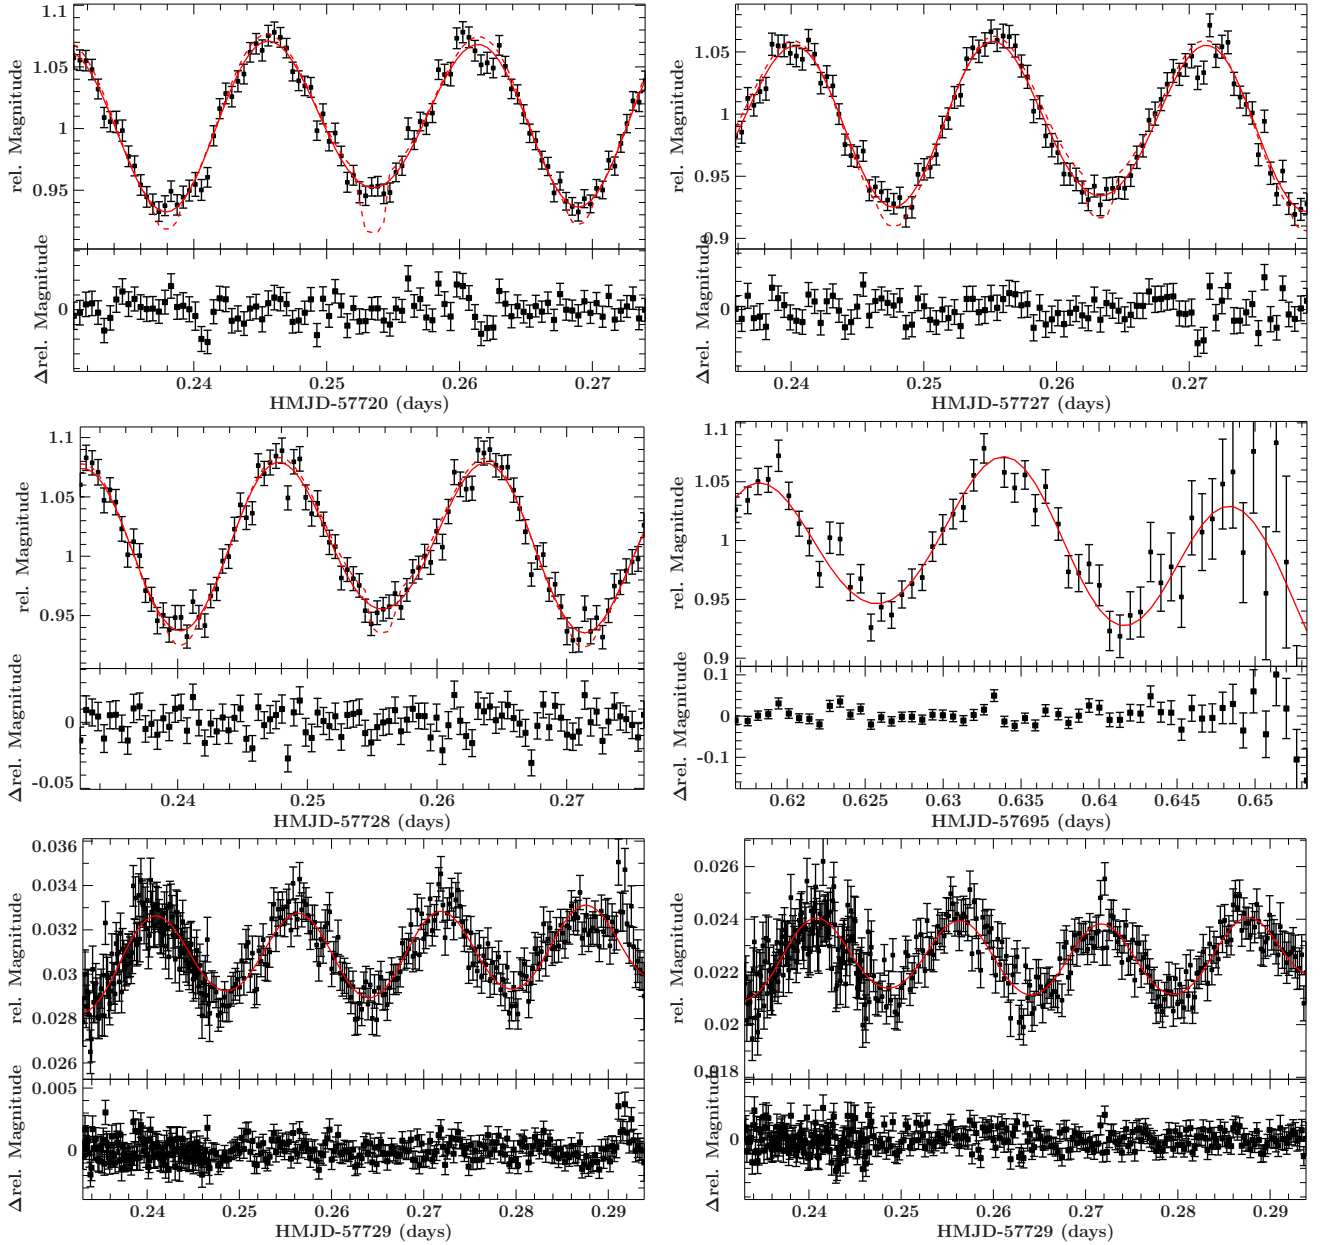 1.1
1.05
1
0.95
rel. Magnitude
0
Δrel. Magnitude
0.24 0.25 0.26 0.27
HMJD-57720 (days)
1.05
1
0.95
0.9
rel. Magnitude
0
Δrel. Magnitude
0.24 0.25 0.26 0.27
HMJD-57727 (days)
1.1
1.05
1
0.95
rel. Magnitude
0
-0.05
Δrel. Magnitude
0.24 0.25 0.26 0.27
HMJD-57728 (days)
1.1
1.05
1
0.95
0.9
rel. Magnitude
0.1
0
-0.1
Δrel. Magnitude
0.62 0.625 0.63 0.635 0.64 0.645 0.65
HMJD-57695 (days)
0.036
0.034
0.032
0.03
0.028
0.026
rel. Magnitude
0.005
0
Δrel. Magnitude
0.24 0.25 0.26 0.27 0.28 0.29
HMJD-57729 (days)
0.026
0.024
0.022
0.02
0.018
rel. Magnitude
0
Δrel. Magnitude
0.24 0.25 0.26 0.27 0.28 0.29
HMJD-57729 (days)